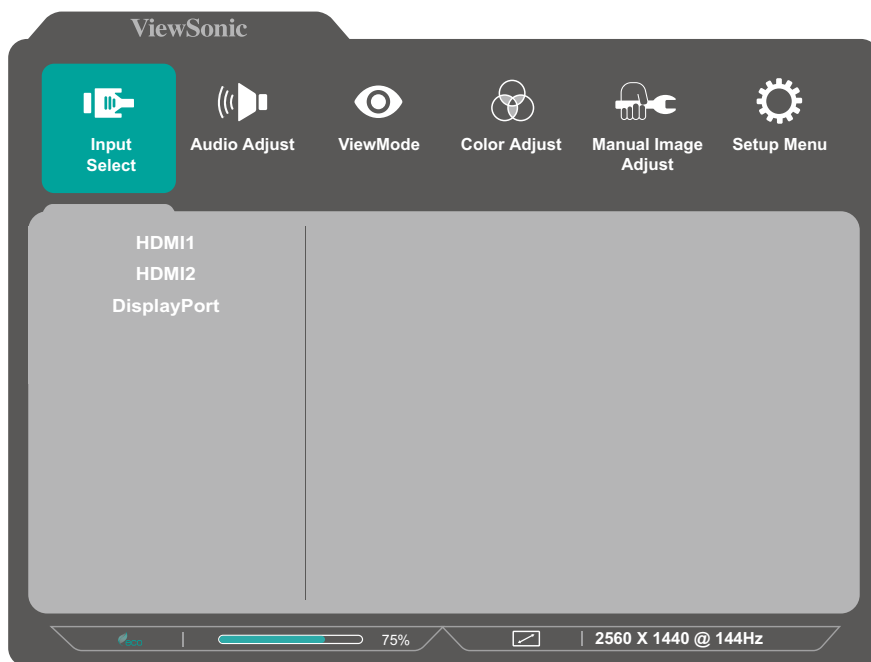 ViewSonic
Input
Select
Audio Adjust
ViewMode
Color Adjust
Manual Image
Adjust
Setup Menu
HDMI1
HDMI2
DisplayPort
eco
75%
2560 X 1440 @ 144Hz